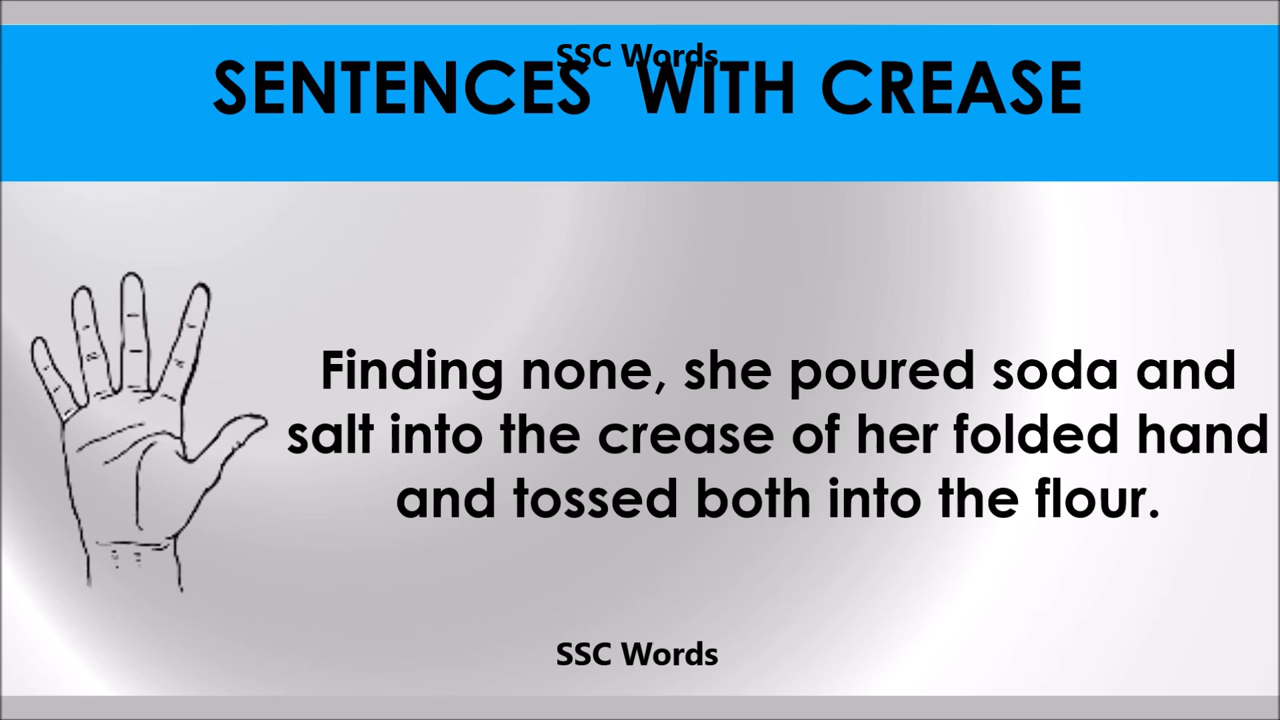 SSC Words
SENTENCES WITH CREASE
Finding none, she poured soda and
salt into the crease of her folded hand
and tossed both into the flour.
SSC Words